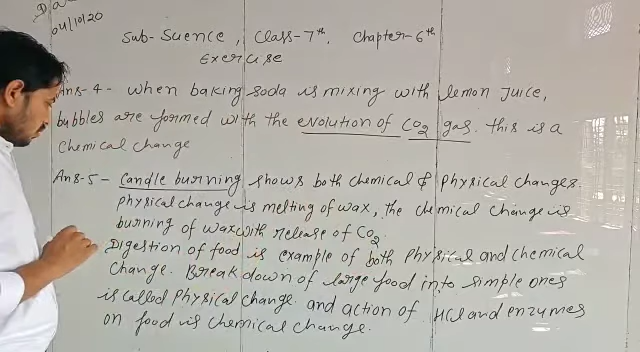 Da
04/10/20
Sub-Suence, Class-7th, Chapter-6th
Exercise
Ans-4- when baking soda is mixing with lemon Juice,
bubbles are formed with the evolution of CO2 gas. this is a
chemical change
Ans-5- Candle burning shows both chemical & physical changes.
physical change is melting of wax, the chemical change is
burning of wax with release of CO2.
Digestion of food is example of both physical and chemical
change. Break down of large food into simple ones
is called physical change and action of HCl and enzymes
on food is chemical change.